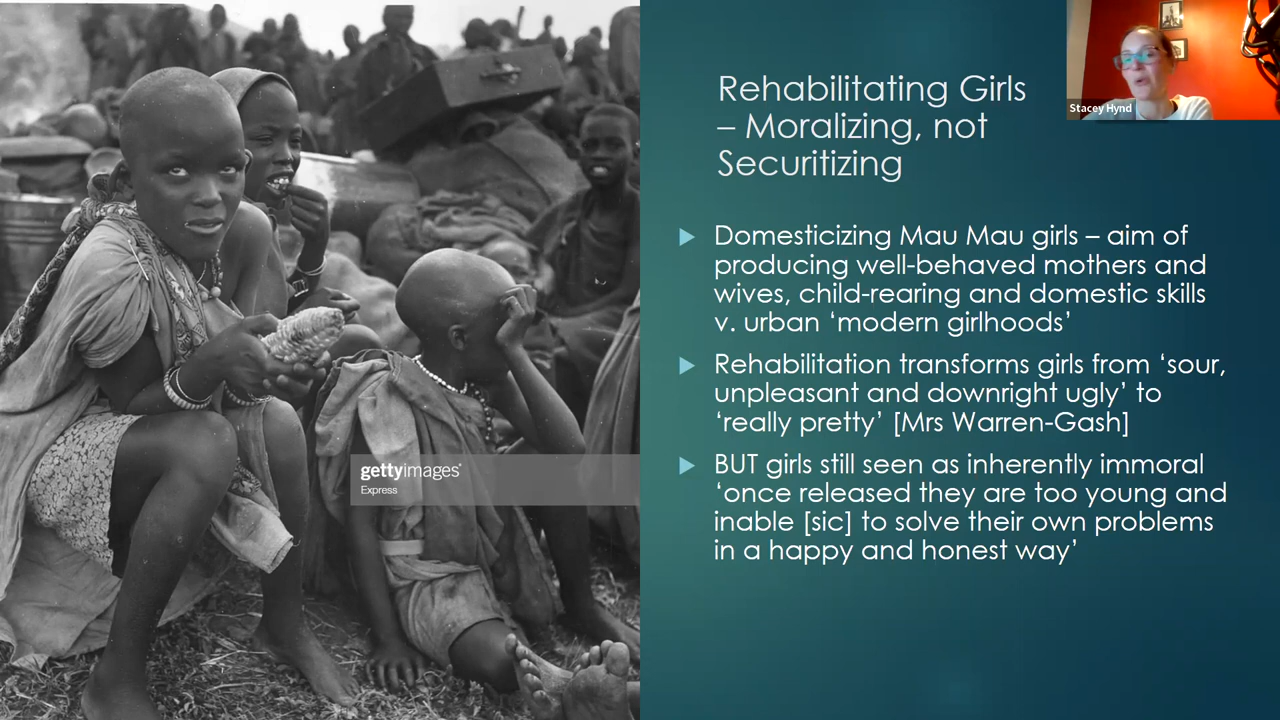 Rehabilitating Girls
– Moralizing, not
Securitizing
Stacey Hynd
Domesticizing Mau Mau girls – aim of
producing well-behaved mothers and
wives, child-rearing and domestic skills
v. urban ‘modern girlhoods’
Rehabilitation transforms girls from ‘sour,
unpleasant and downright ugly’ to
‘really pretty’ [Mrs Warren-Gash]
BUT girls still seen as inherently immoral
‘once released they are too young and
inable [sic] to solve their own problems
in a happy and honest way’
gettyimages®
Express